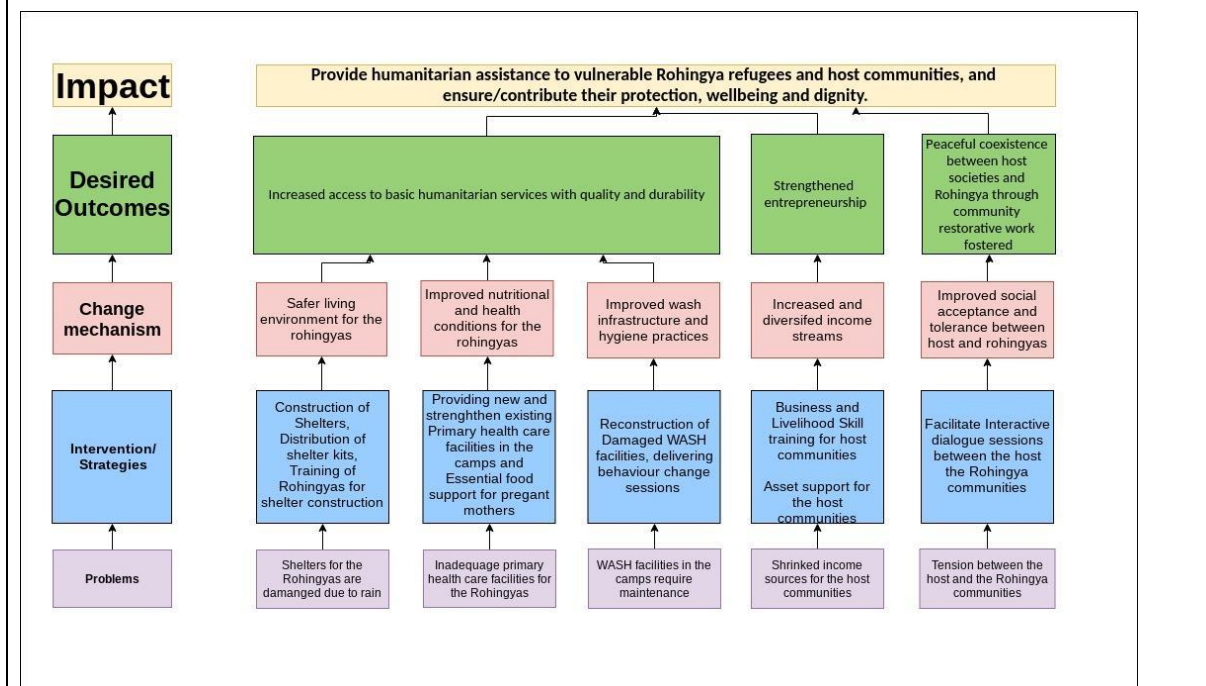 Impact
Provide humanitarian assistance to vulnerable Rohingya refugees and host communities, and
ensure/contribute their protection, wellbeing and dignity.
Desired
Outcomes
Increased access to basic humanitarian services with quality and durability
Strengthened
entrepreneurship
Peaceful coexistence
between host
societies and
Rohingya through
community
restorative work
fostered
Change
mechanism
Safer living
environment for the
rohingyas
Improved nutritional
and health
conditions for the
rohingyas
Improved wash
infrastructure and
hygiene practices
Increased and
diversifed income
streams
Improved social
acceptance and
tolerance between
host and rohingyas
Intervention/
Strategies
Construction of
Shelters,
Distribution of
shelter kits,
Training of
Rohingyas for
shelter construction
Providing new and
strenghthen existing
Primary health care
facilities in the
camps and
Essential food
support for pregant
mothers
Reconstruction of
Damaged WASH
facilities, delivering
behaviour change
sessions
Business and
Livelihood Skill
training for host
communities
Asset support for
the host
communities
Facilitate Interactive
dialogue sessions
between the host
the Rohingya
communities
Problems
Shelters for the
Rohingyas are
damanged due to rain
Inadequage primary
health care facilities for
the Rohingyas
WASH facilities in the
camps require
maintenance
Shrinked income
sources for the host
communities
Tension between the
host and the Rohingya
communities